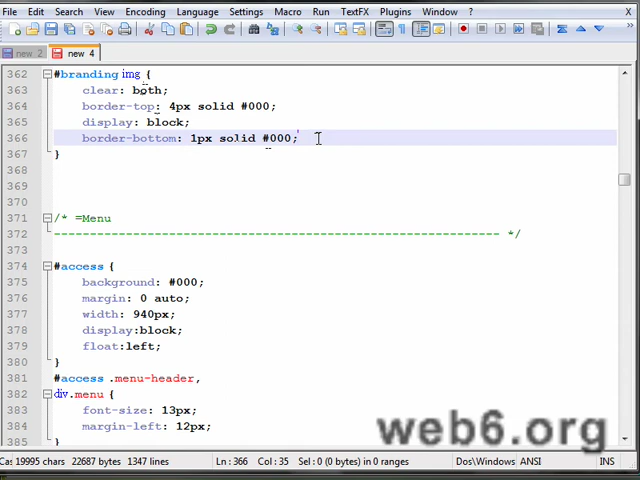 File Edit Search View Encoding Language Settings Macro Run TextFX Plugins Window ? X
new 2 new 4
362 #branding img {
363 clear: both;
364 border-top: 4px solid #000;
365 display: block;
366 border-bottom: 1px solid #000;
367 }
368
369
370
371 /* =Menu
372 -------------------------------------------------------------- */
373
374 #access {
375 background: #000;
376 margin: 0 auto;
377 width: 940px;
378 display:block;
379 float:left;
380 }
381 #access .menu-header,
382 div.menu {
383 font-size: 13px;
384 margin-left: 12px;
385 }
web6.org
Cas 19995 chars 22687 bytes 1347 lines Ln : 366 Col : 35 Sel : 0 (0 bytes) in 0 ranges Dos\Windows ANSI INS